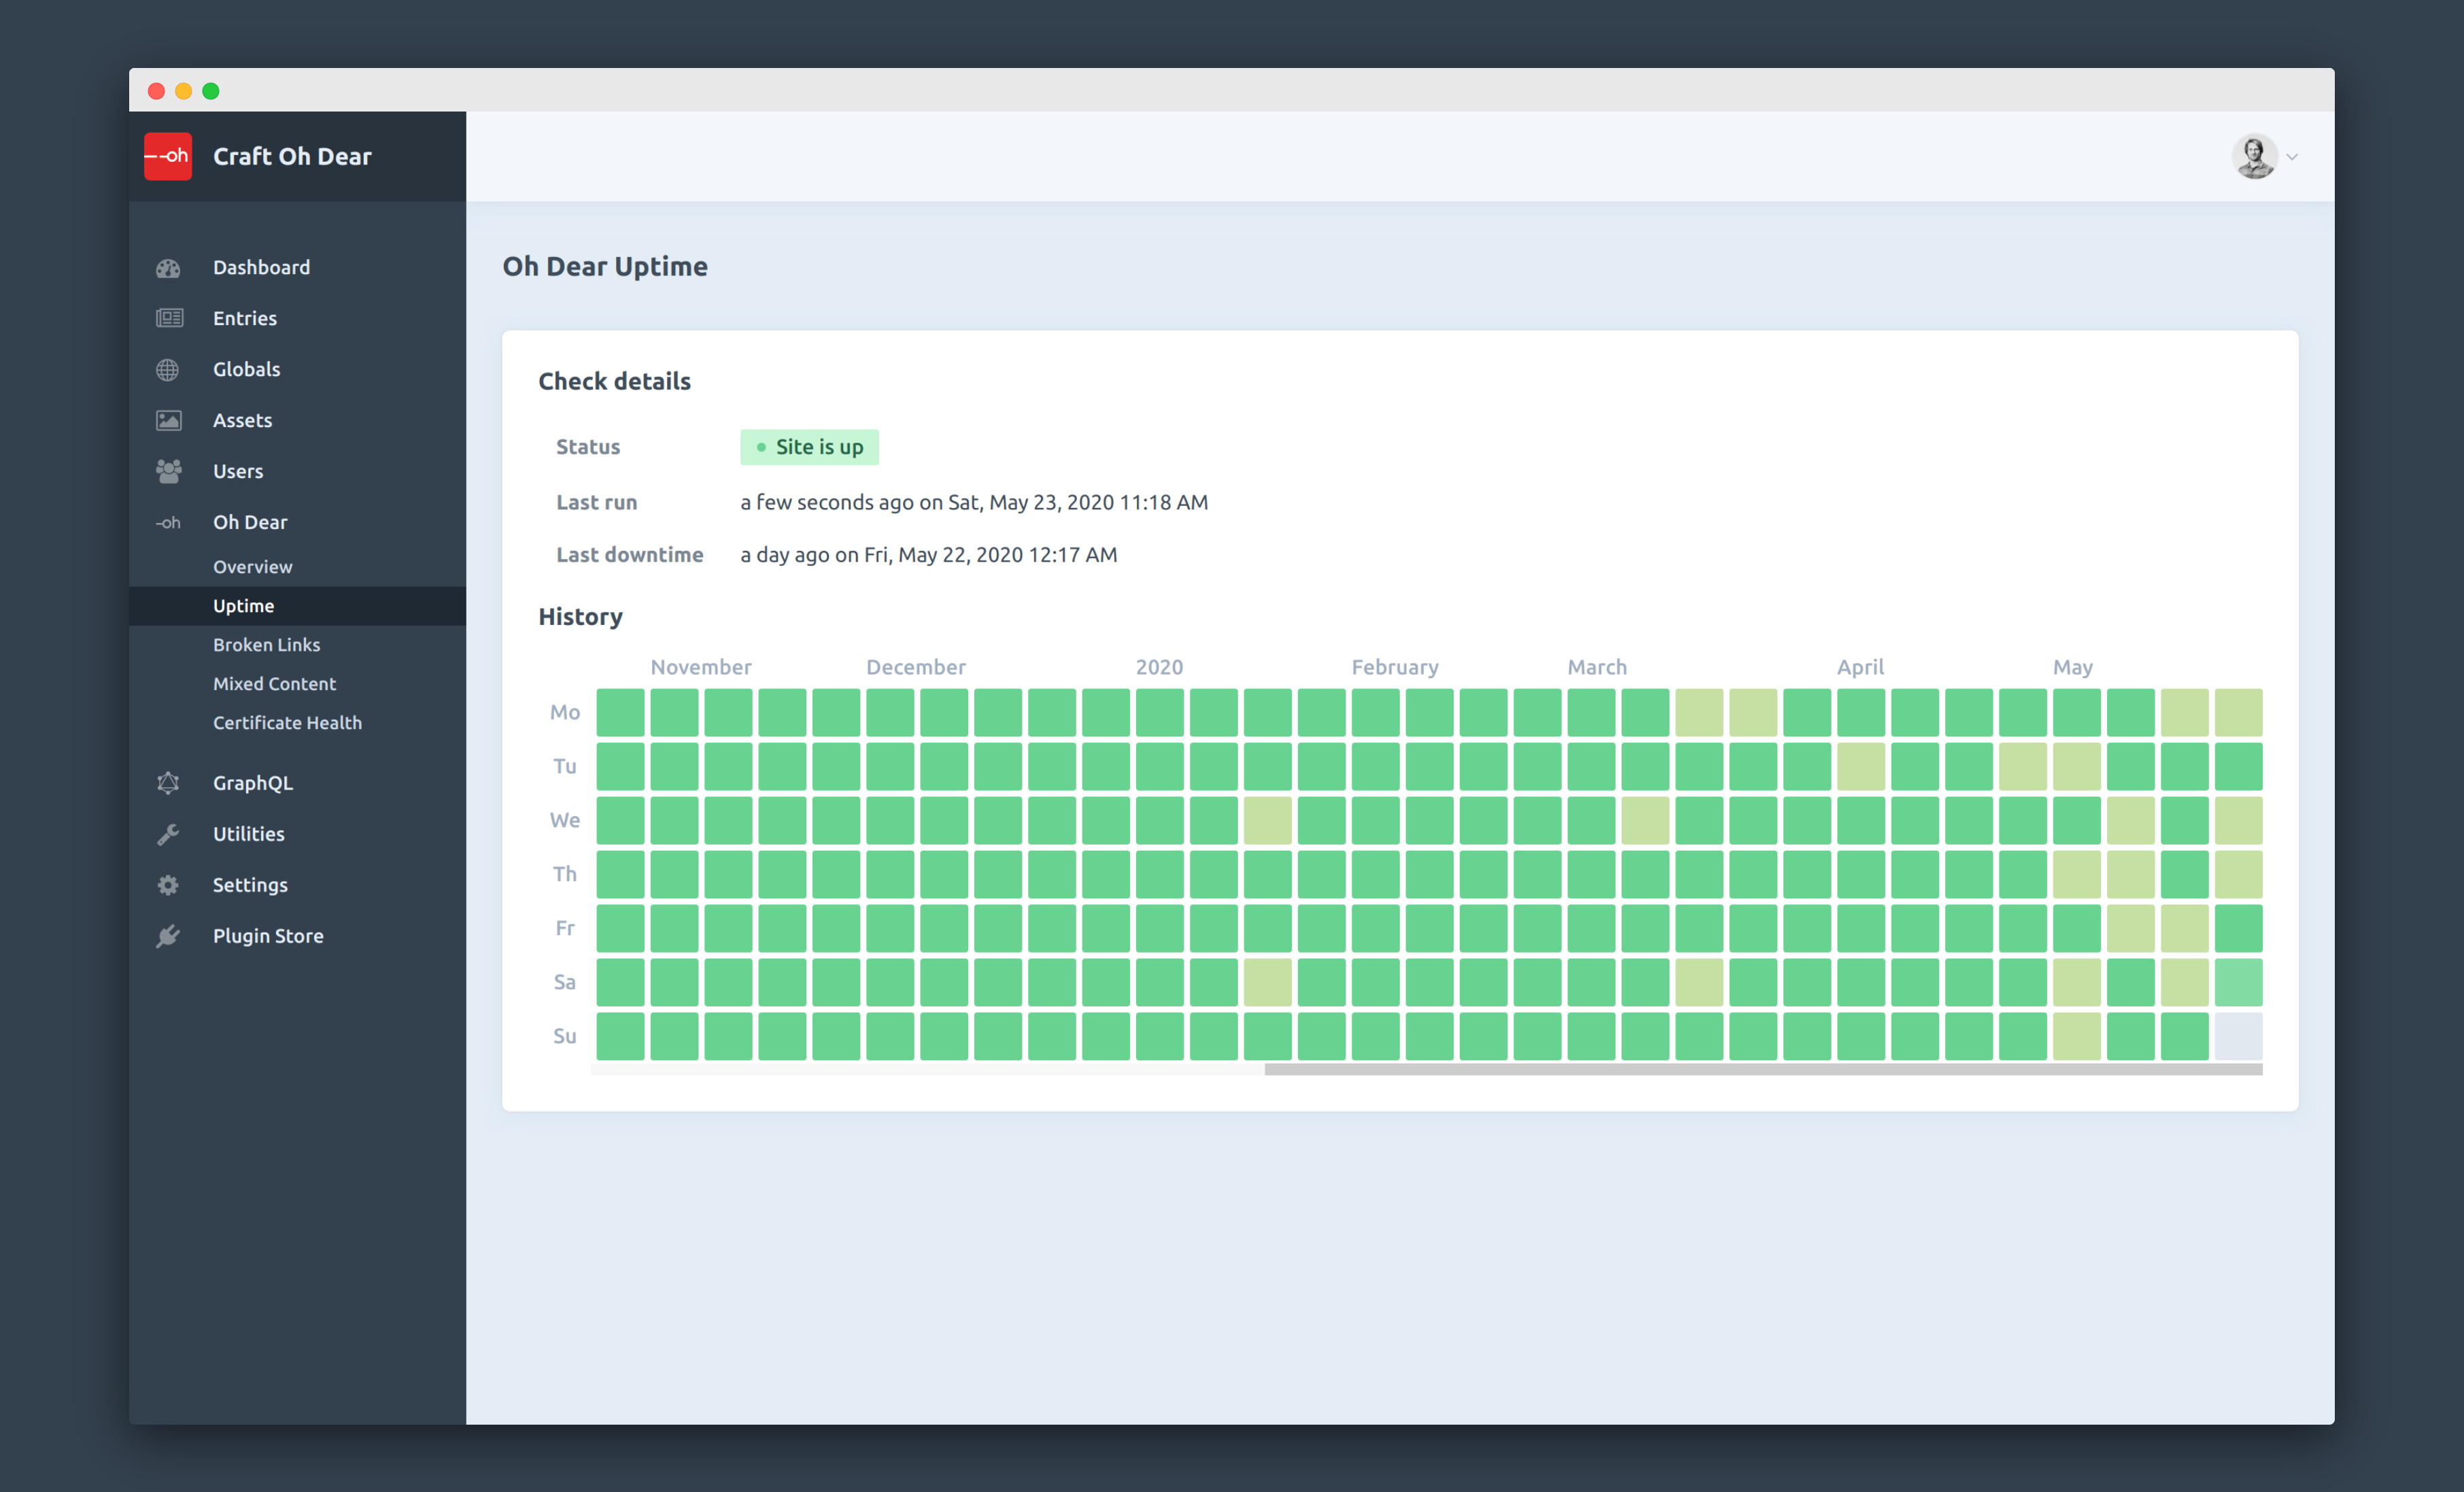 —-oh Craft Oh Dear
Dashboard
Entries
Globals
Assets
Users
-oh Oh Dear
Overview
Uptime
Broken Links
Mixed Content
Certificate Health
GraphQL
Utilities
Settings
Plugin Store
Oh Dear Uptime
Check details
Status Site is up
Last run a few seconds ago on Sat, May 23, 2020 11:18 AM
Last downtime a day ago on Fri, May 22, 2020 12:17 AM
History
November December 2020 February March April May
Mo
Tu
We
Th
Fr
Sa
Su